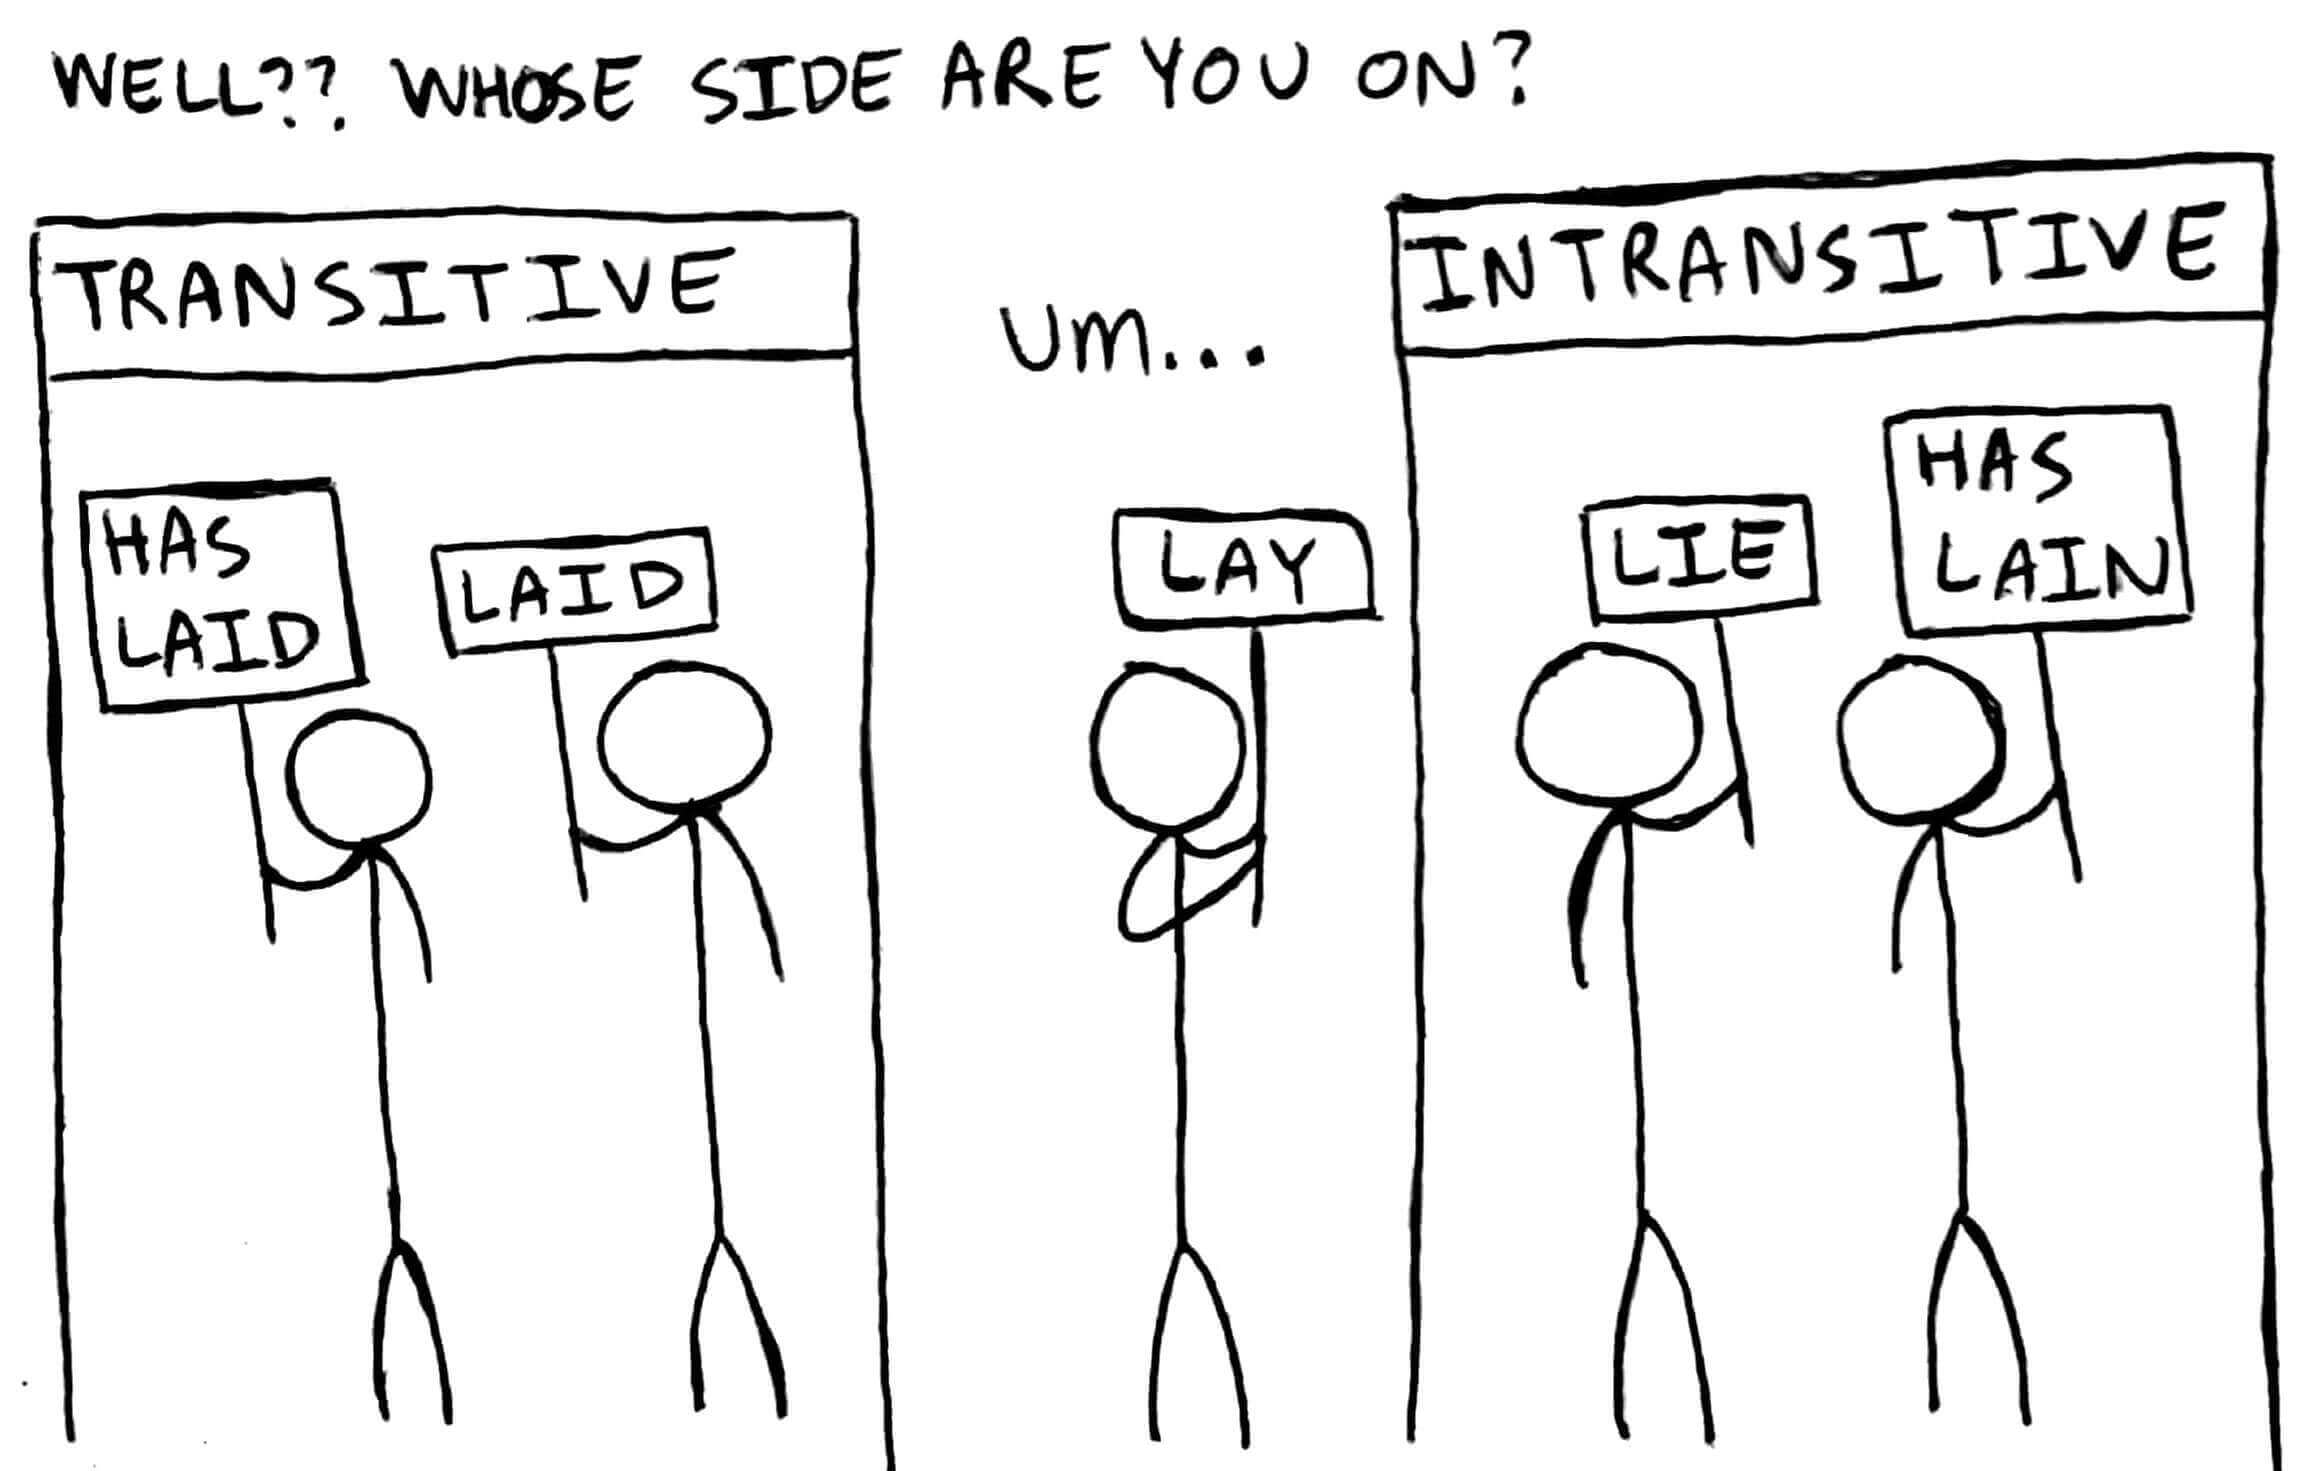 WELL?? WHOSE SIDE ARE YOU ON?
TRANSITIVE
UM...
INTRANSITIVE
HAS
LAID
LAID
LAY
LIE
HAS
LAIN